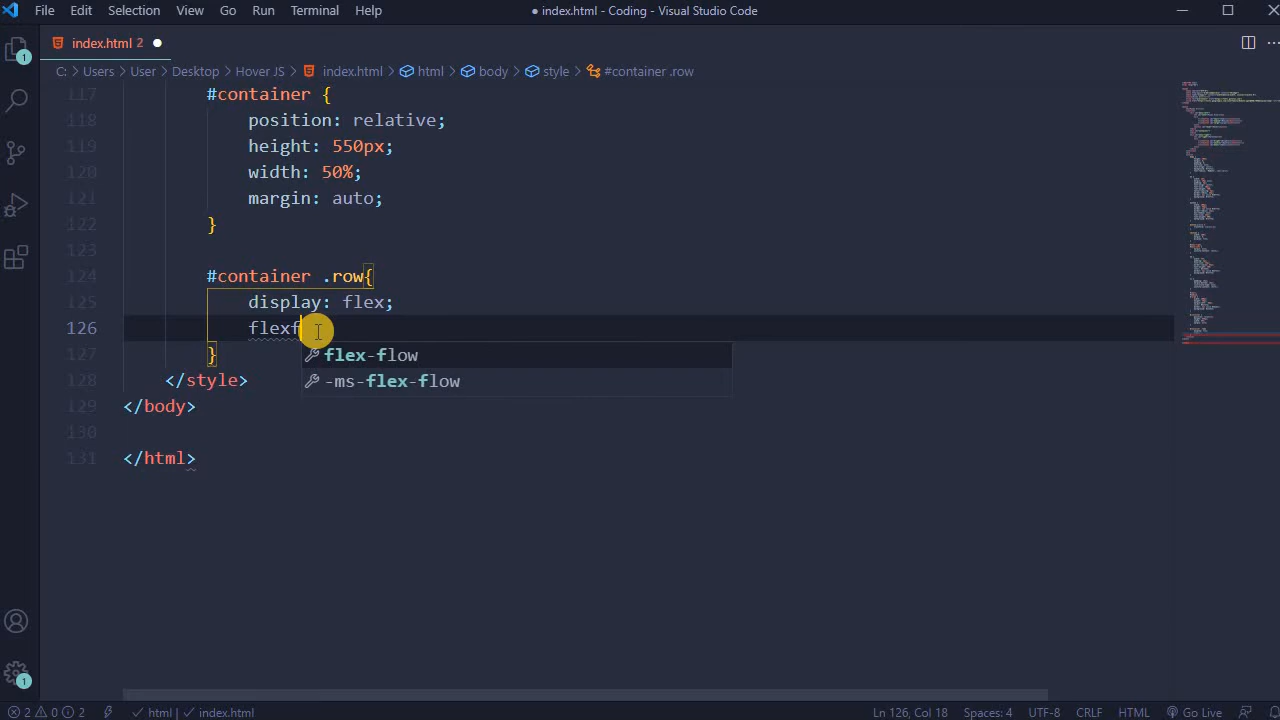 File Edit Selection View Go Run Terminal Help
● index.html - Coding - Visual Studio Code
index.html 2 ●
C: > Users > User > Desktop > Hover JS > index.html > html > body > style > #container .row
117 #container {
118 position: relative;
119 height: 550px;
120 width: 50%;
121 margin: auto;
122 }
123
124 #container .row{
125 display: flex;
126 flexf
flex-flow
-ms-flex-flow
127 }
128 </style>
129 </body>
130
131 </html>
1
1
2 0 2 html | index.html Ln 126, Col 18 Spaces: 4 UTF-8 CRLF HTML Go Live